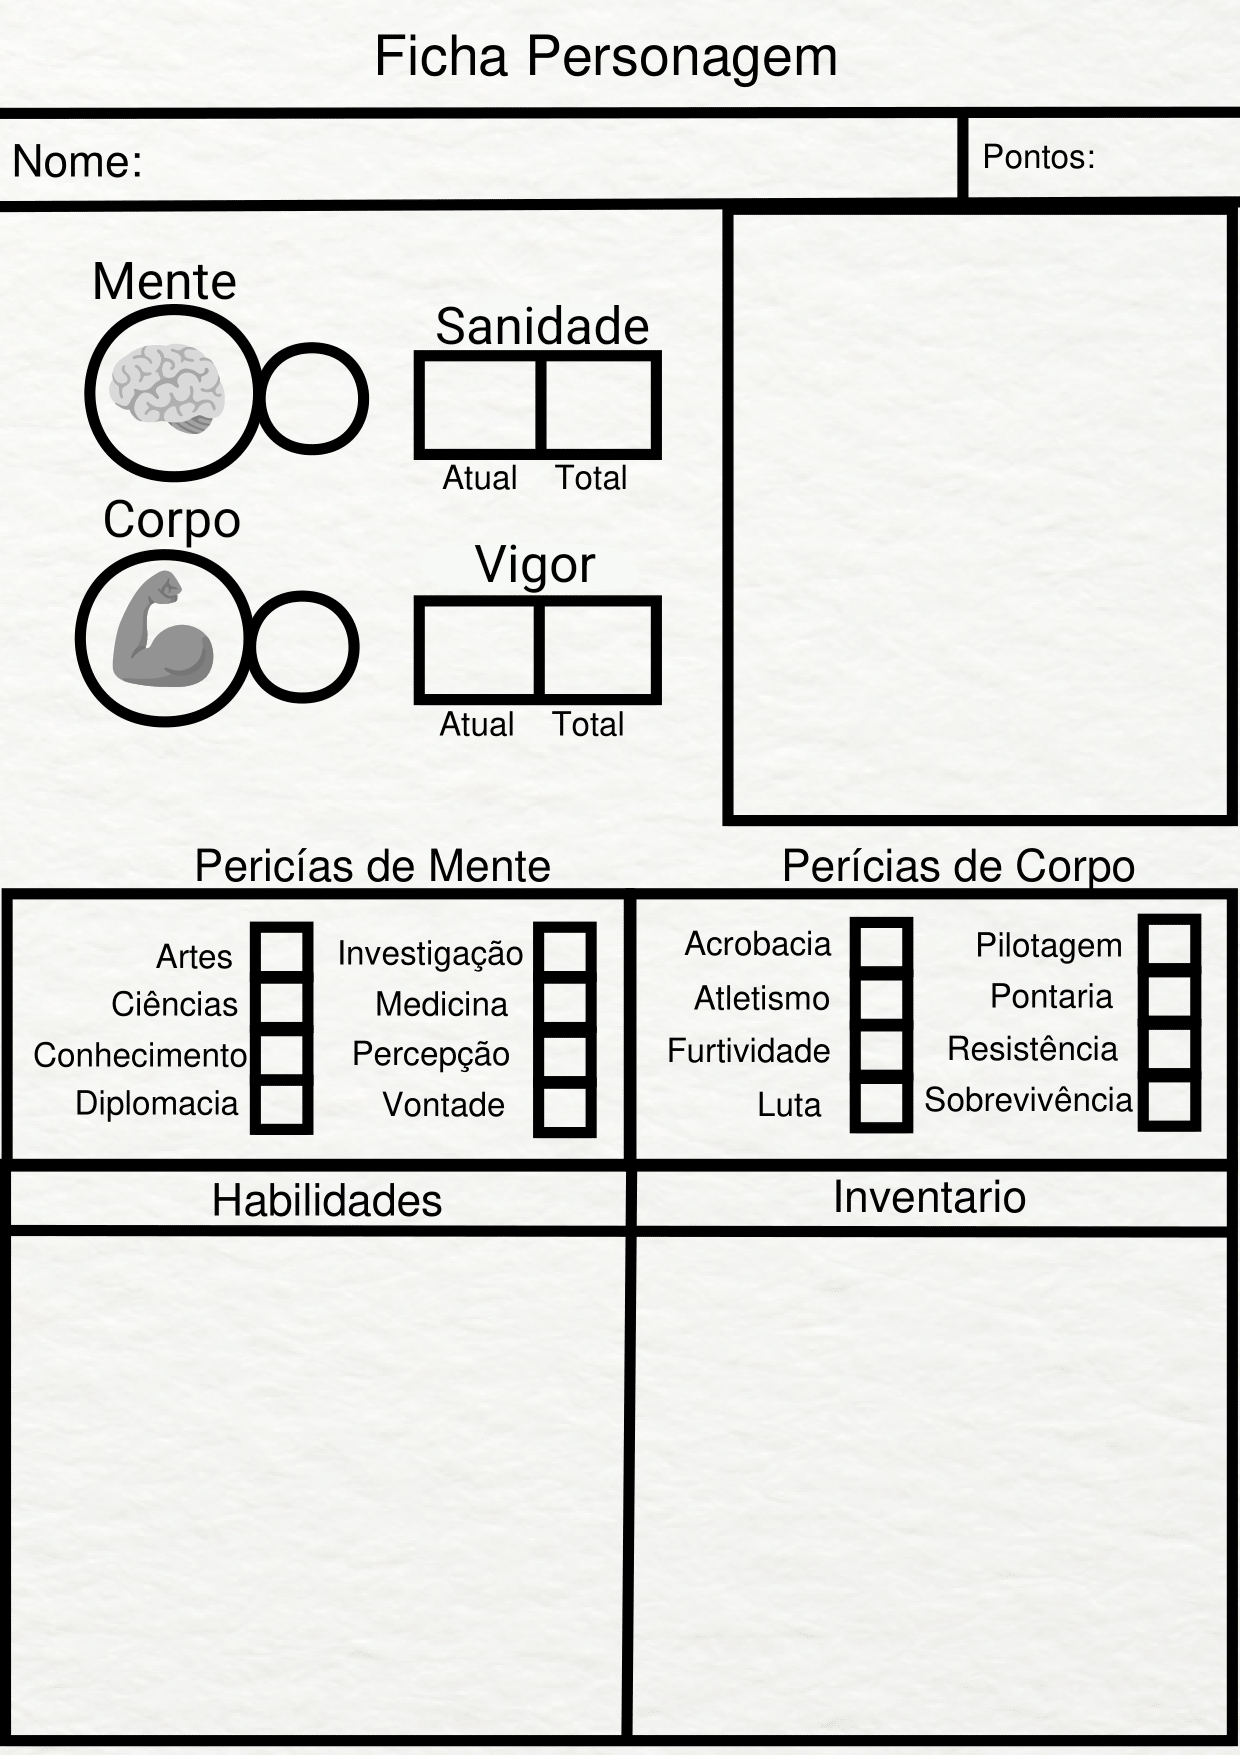 Ficha Personagem
Nome:
Pontos:
Mente
Sanidade
Atual Total
Corpo
Vigor
Atual Total
Pericías de Mente
Perícias de Corpo
Artes
Ciências
Conhecimento
Diplomacia
Investigação
Medicina
Percepção
Vontade
Acrobacia
Atletismo
Furtividade
Luta
Pilotagem
Pontaria
Resistência
Sobrevivência
Habilidades
Inventario